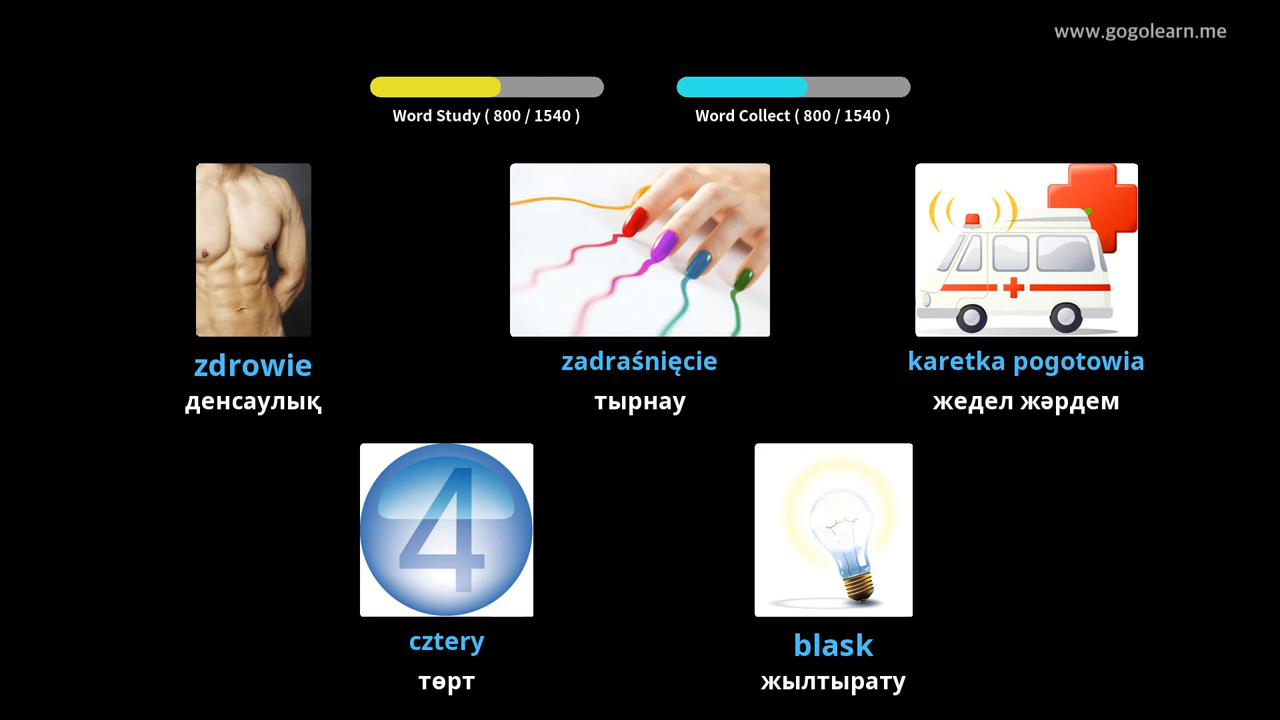 www.gogolearn.me
Word Study ( 800 / 1540 )
Word Collect ( 800 / 1540 )
zdrowie
денсаулық
zadraśnięcie
тырнау
karetka pogotowia
жедел жәрдем
4
cztery
төрт
blask
жылтырату